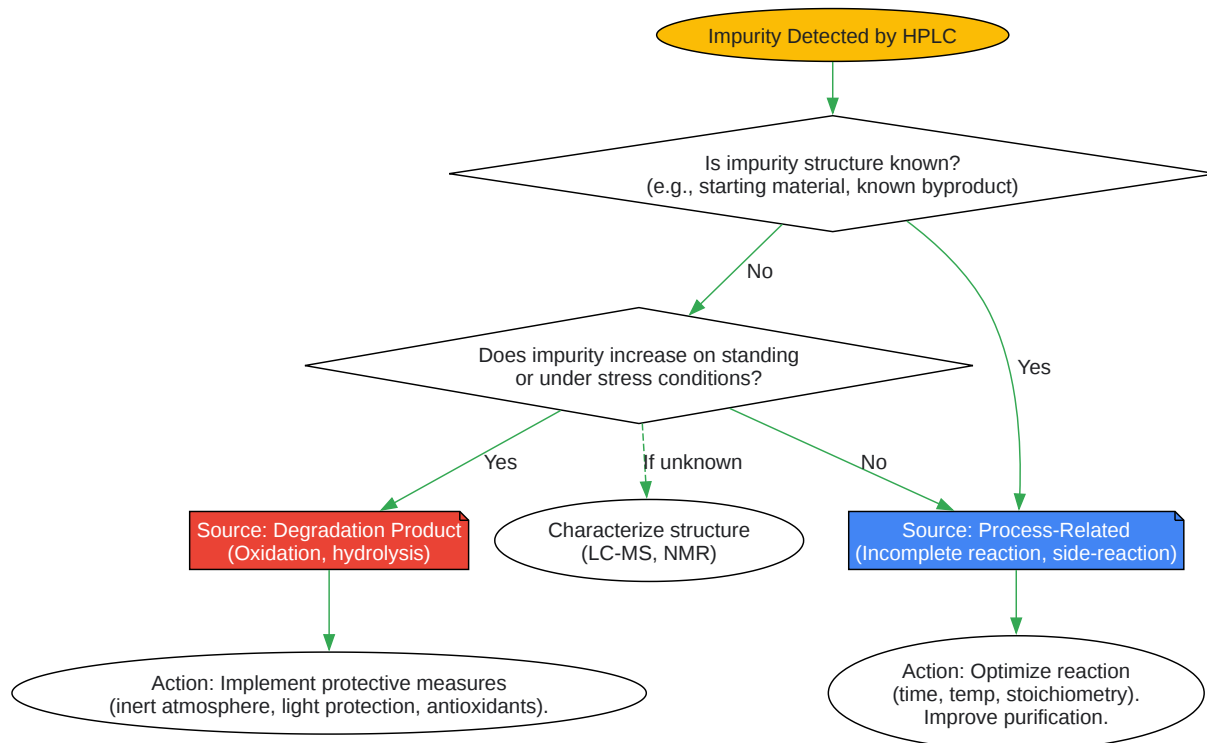 Impurity Detected by HPLC
Is impurity structure known?
(e.g., starting material, known byproduct)
No
Does impurity increase on standing
or under stress conditions?
Yes
Yes
If unknown
No
Source: Degradation Product
(Oxidation, hydrolysis)
Characterize structure
(LC-MS, NMR)
Source: Process-Related
(Incomplete reaction, side-reaction)
Action: Implement protective measures
(inert atmosphere, light protection, antioxidants).
Action: Optimize reaction
(time, temp, stoichiometry).
Improve purification.